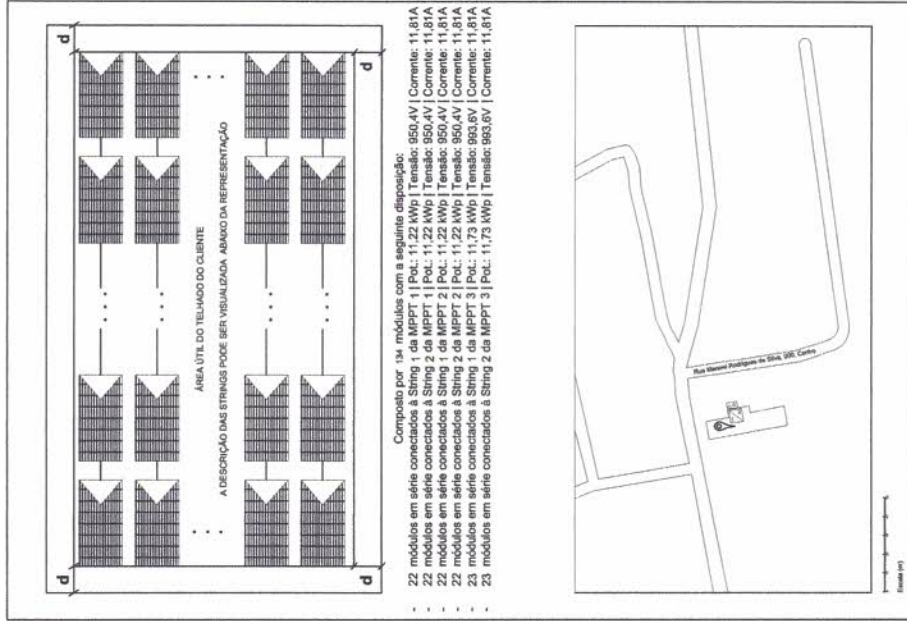 d
d
d
d
ÁREA ÚTIL DO TELHADO DO CLIENTE
A DESCRIÇÃO DAS STRINGS PODE SER VISUALIZADA ABAIXO DA REPRESENTAÇÃO
Composto por 134 módulos com a seguinte disposição:
- 22 módulos em série conectados à String 1 da MPPT 1 | Pot.: 11,22 kWp | Tensão: 950,4V | Corrente: 11,81A
- 22 módulos em série conectados à String 2 da MPPT 1 | Pot.: 11,22 kWp | Tensão: 950,4V | Corrente: 11,81A
- 22 módulos em série conectados à String 1 da MPPT 2 | Pot.: 11,22 kWp | Tensão: 950,4V | Corrente: 11,81A
- 22 módulos em série conectados à String 2 da MPPT 2 | Pot.: 11,22 kWp | Tensão: 950,4V | Corrente: 11,81A
- 23 módulos em série conectados à String 1 da MPPT 3 | Pot.: 11,73 kWp | Tensão: 993,6V | Corrente: 11,81A
- 23 módulos em série conectados à String 2 da MPPT 3 | Pot.: 11,73 kWp | Tensão: 993,6V | Corrente: 11,81A
Rua Manoel Rodrigues da Silva, 200, Centro
Escala (m)